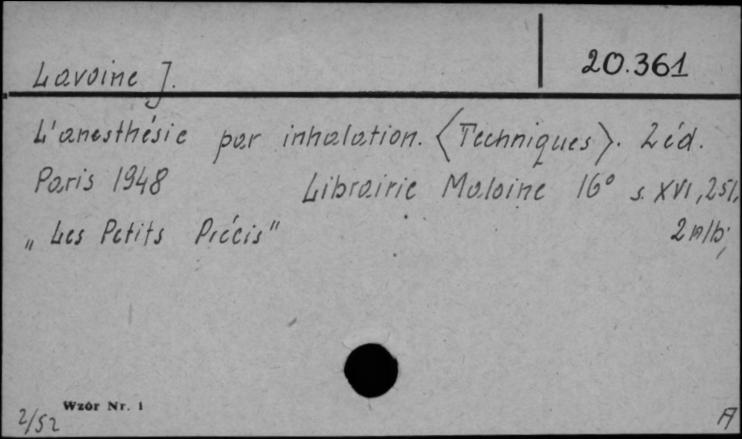 Lavoine J.
20.361
L'anesthésie par inhalation. <Techniques>. 2 éd.
Paris 1948 Librairie Maloine 16° s. XVI, 251,
„Les Petits Précis"
2 nlb;
Wzór Nr. 1
2/52
A